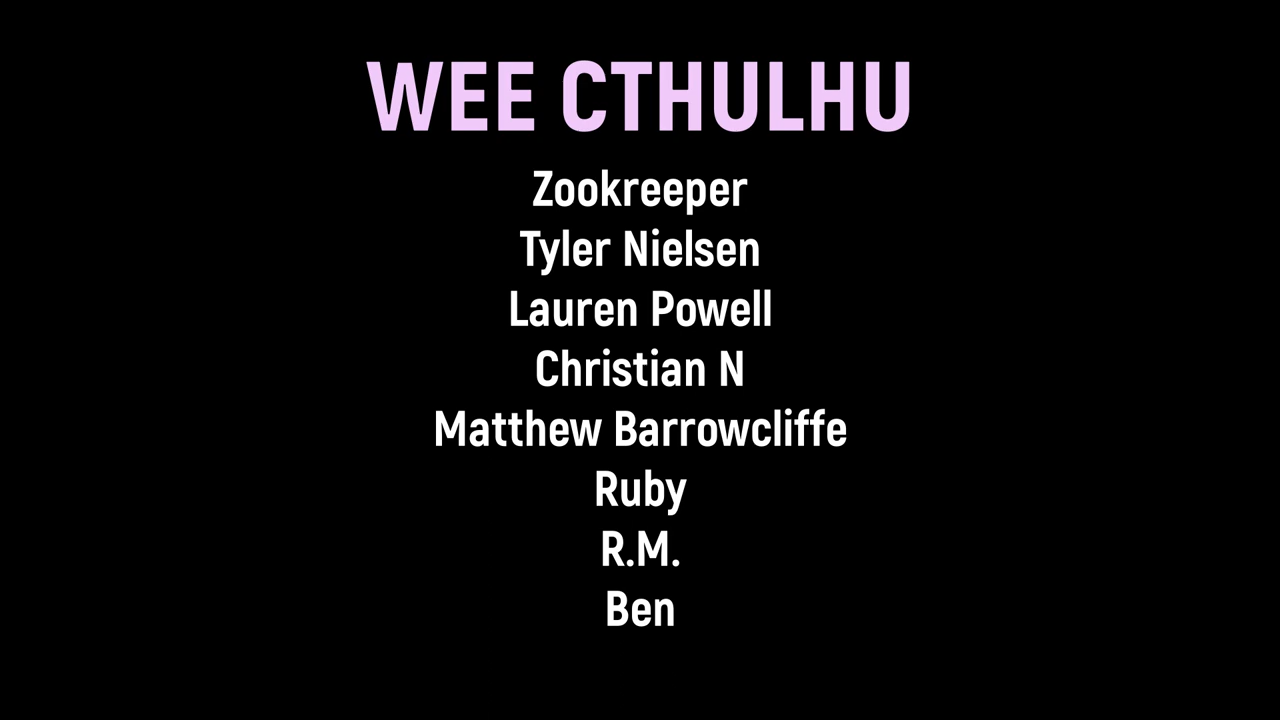 WEE CTHULHU
Zookreeper
Tyler Nielsen
Lauren Powell
Christian N
Matthew Barrowcliffe
Ruby
R.M.
Ben